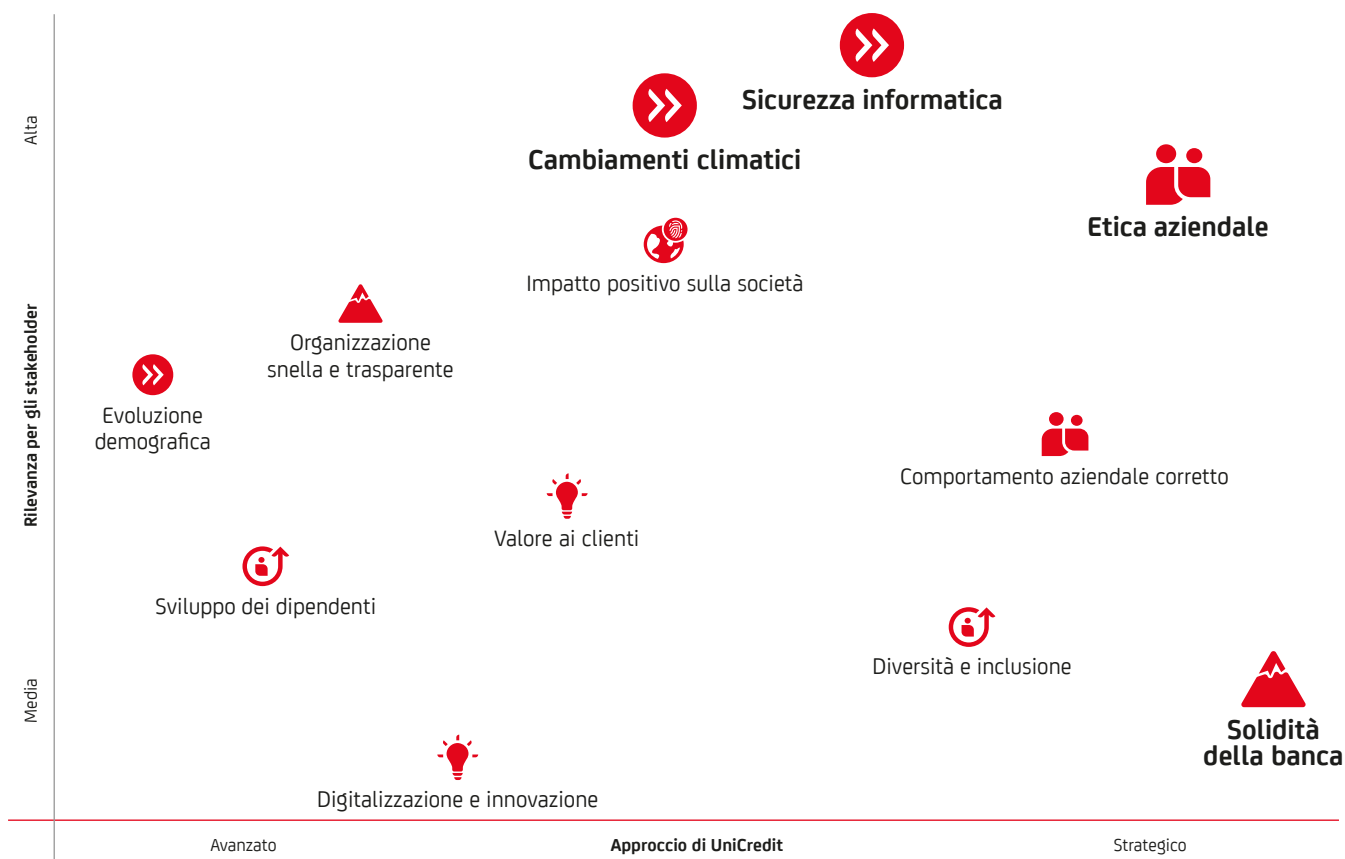 Sicurezza informatica
Alta
Cambiamenti climatici
Etica aziendale
Impatto positivo sulla società
Rilevanza per gli stakeholder
Organizzazione
snella e trasparente
Evoluzione
demografica
Comportamento aziendale corretto
Valore ai clienti
Sviluppo dei dipendenti
Diversità e inclusione
Media
Solidità
della banca
Digitalizzazione e innovazione
Avanzato
Approccio di UniCredit
Strategico